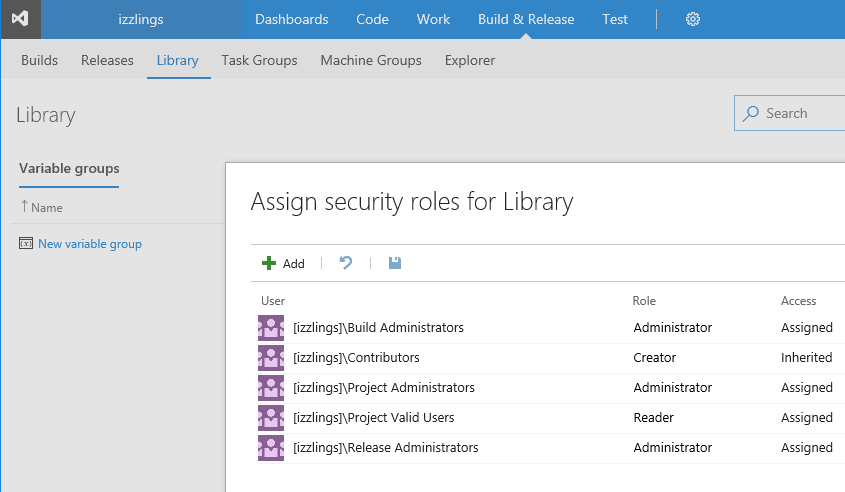 izzlings Dashboards Code Work Build & Release Test
Builds Releases Library Task Groups Machine Groups Explorer
Library
Search
Variable groups
Name
New variable group
Assign security roles for Library
Add
User Role Access
[izzlings]\Build Administrators Administrator Assigned
[izzlings]\Contributors Creator Inherited
[izzlings]\Project Administrators Administrator Assigned
[izzlings]\Project Valid Users Reader Assigned
[izzlings]\Release Administrators Administrator Assigned